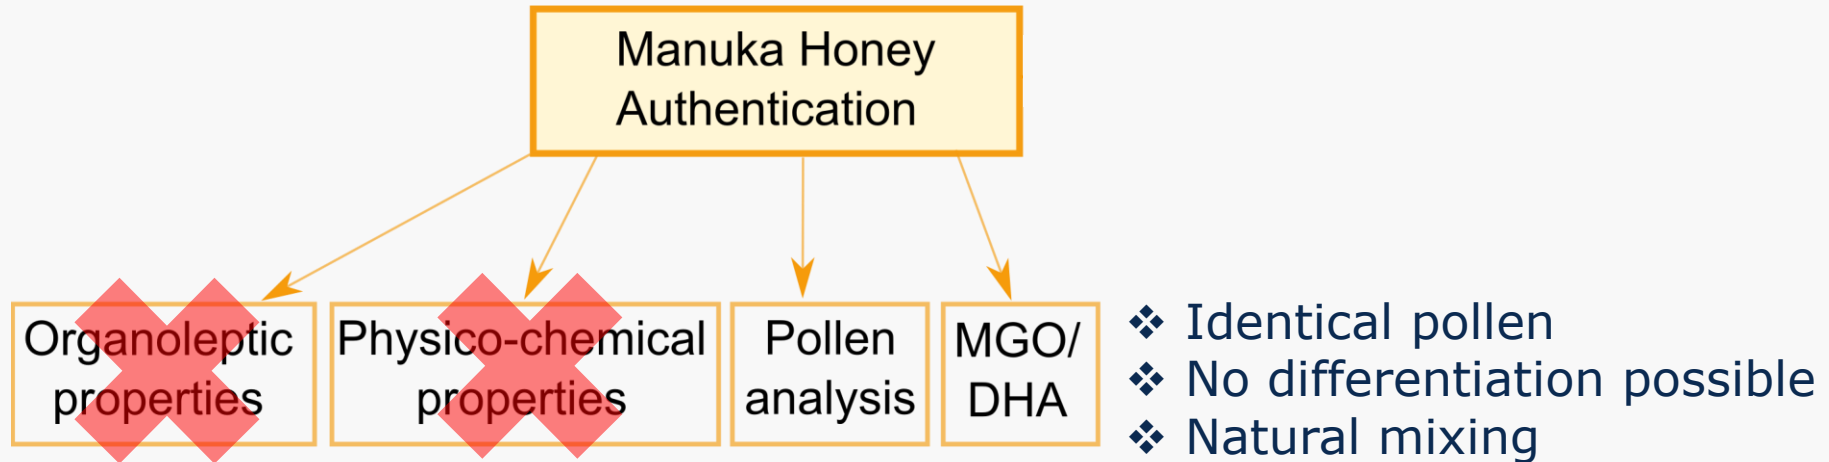 Manuka Honey
Authentication
Organoleptic
properties
Physico-chemical
properties
Pollen
analysis
MGO/
DHA
❖ Identical pollen
❖ No differentiation possible
❖ Natural mixing